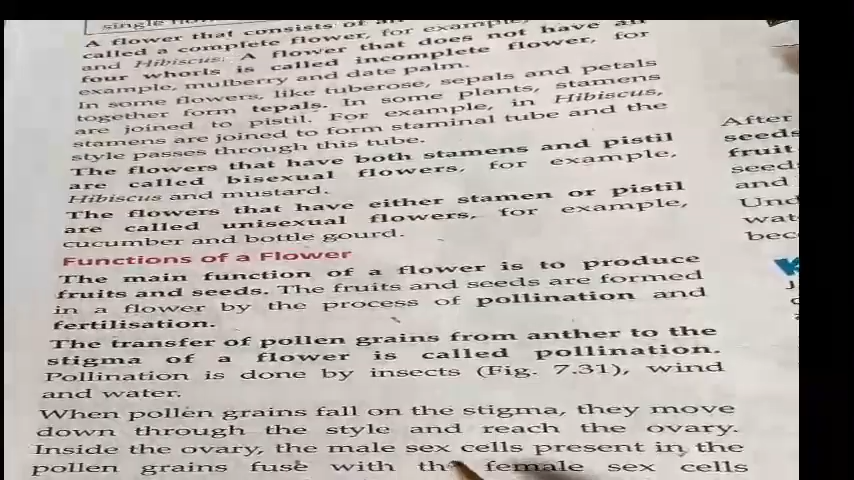 single
A flower that consists of all
called a complete flower, for example,
and Hibiscus. A flower that does not have all
four whorls is called incomplete flower, for
example, mulberry and date palm.
In some flowers, like tuberose, sepals and petals
together form tepals. In some plants, stamens
are joined to pistil. For example, in Hibiscus,
stamens are joined to form staminal tube and the
style passes through this tube.
The flowers that have both stamens and pistil
are called bisexual flowers, for example,
Hibiscus and mustard.
The flowers that have either stamen or pistil
are called unisexual flowers, for example,
cucumber and bottle gourd.
Functions of a Flower
The main function of a flower is to produce
fruits and seeds. The fruits and seeds are formed
in a flower by the process of pollination and
fertilisation.
The transfer of pollen grains from anther to the
stigma of a flower is called pollination.
Pollination is done by insects (Fig. 7.31), wind
and water.
When pollen grains fall on the stigma, they move
down through the style and reach the ovary.
Inside the ovary, the male sex cells present in the
pollen grains fuse with the female sex cells
After
seeds
fruit
seed
and
Und
wat
bec